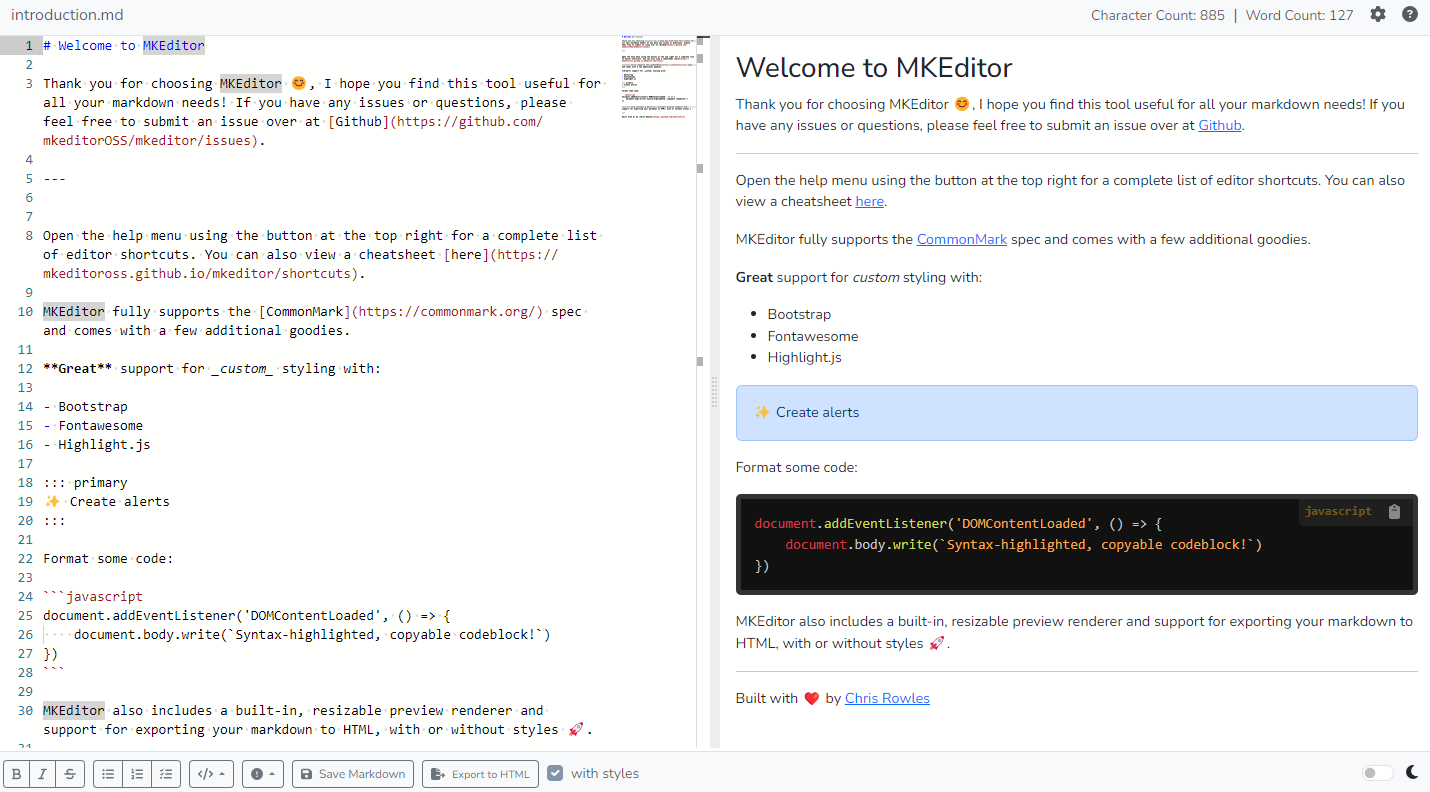 introduction.md
Character Count: 885 | Word Count: 127
1 # Welcome to MKEditor
2
3 Thank you for choosing MKEditor 😊, I hope you find this tool useful for
all your markdown needs! If you have any issues or questions, please
feel free to submit an issue over at [Github](https://github.com/
mkeditorOSS/mkeditor/issues).
4
5 ---
6
7
8 Open the help menu using the button at the top right for a complete list
of editor shortcuts. You can also view a cheatsheet [here](https://
mkeditoross.github.io/mkeditor/shortcuts).
9
10 MKEditor fully supports the [CommonMark](https://commonmark.org/) spec
and comes with a few additional goodies.
11
12 **Great** support for _custom_ styling with:
13
14 - Bootstrap
15 - Fontawesome
16 - Highlight.js
17
18 ::: primary
19 ✨ Create alerts
20 :::
21
22 Format some code:
23
24 ```javascript
25 document.addEventListener('DOMContentLoaded', () => {
26     document.body.write(`Syntax-highlighted, copyable codeblock!`)
27 })
28 ```
29
30 MKEditor also includes a built-in, resizable preview renderer and
support for exporting your markdown to HTML, with or without styles 🚀.
Welcome to MKEditor
Thank you for choosing MKEditor 😊, I hope you find this tool useful for all your markdown needs! If you
have any issues or questions, please feel free to submit an issue over at Github.
Open the help menu using the button at the top right for a complete list of editor shortcuts. You can also
view a cheatsheet here.
MKEditor fully supports the CommonMark spec and comes with a few additional goodies.
Great support for custom styling with:
• Bootstrap
• Fontawesome
• Highlight.js
✨ Create alerts
Format some code:
javascript
document.addEventListener('DOMContentLoaded', () => {
    document.body.write(`Syntax-highlighted, copyable codeblock!`)
})
MKEditor also includes a built-in, resizable preview renderer and support for exporting your markdown to
HTML, with or without styles 🚀.
Built with ❤️ by Chris Rowles
B I S </> Save Markdown Export to HTML with styles